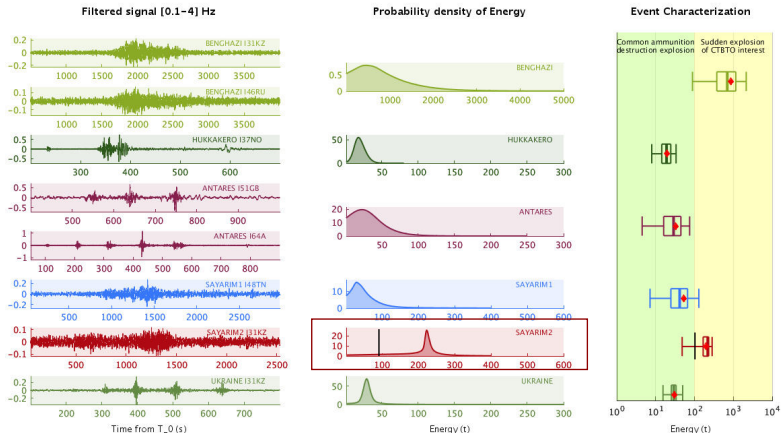 Filtered signal [0.1−4] Hz
Probability density of Energy
Event Characterization
0.2
0
-0.2
BENGHAZI I31KZ
1000 1500 2000 2500 3000 3500
0.1
0
-0.1
BENGHAZI I46RU
1000 1500 2000 2500 3000 3500
0.5
0
-0.5
HUKKAKERO I37NO
300 400 500 600
0.5
0
-0.5
ANTARES I51GB
500 600 700 800 900
1
0
-1
ANTARES I64A
100 200 300 400 500 600 700 800
0.2
0
-0.2
SAYARIM1 I48TN
500 1000 1500 2000 2500
0.1
0
-0.1
SAYARIM2 I31KZ
500 1000 1500 2000 2500
0.2
0
-0.2
UKRAINE I31KZ
200 300 400 500 600 700
Time from T_0 (s)
0.5
0
BENGHAZI
1000 2000 3000 4000 5000
50
0
HUKKAKERO
50 100 150 200 250 300
20
10
0
ANTARES
50 100 150 200 250 300
10
0
SAYARIM1
100 200 300 400 500 600
20
10
0
SAYARIM2
100 200 300 400 500 600
50
0
UKRAINE
50 100 150 200 250 300
Energy (t)
Common ammunition destruction explosion
Sudden explosion of CTBTO interest
10^0 10^1 10^2 10^3 10^4
Energy (t)